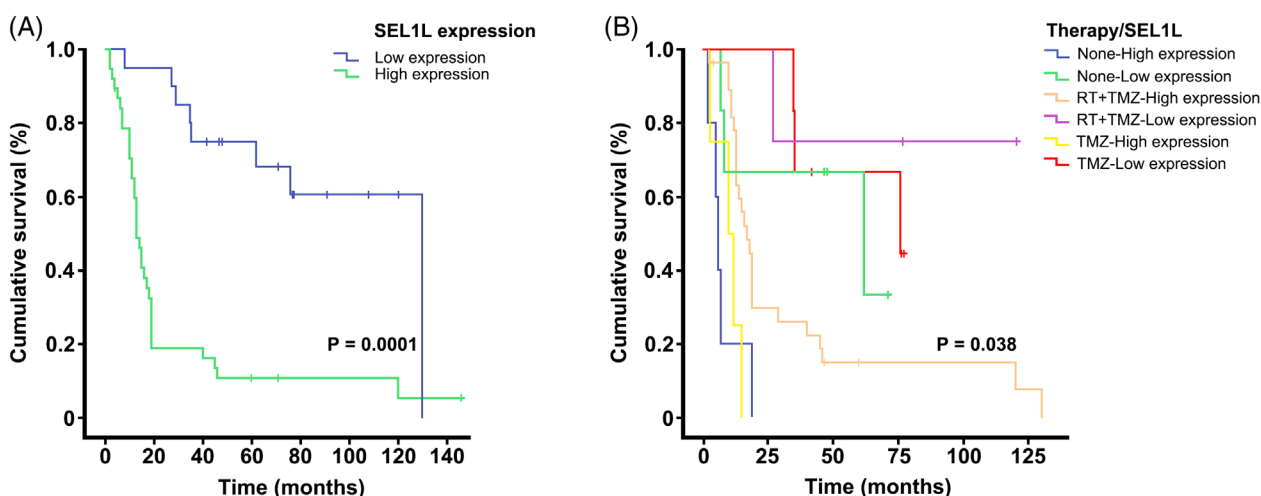 (A)
SEL1L expression
Low expression
High expression
Cumulative survival (%)
1.0
0.8
0.6
0.4
0.2
0
P = 0.0001
0 20 40 60 80 100 120 140
Time (months)
(B)
Therapy/SEL1L
None-High expression
None-Low expression
RT+TMZ-High expression
RT+TMZ-Low expression
TMZ-High expression
TMZ-Low expression
Cumulative survival (%)
1.0
0.8
0.6
0.4
0.2
0
P = 0.038
0 25 50 75 100 125
Time (months)